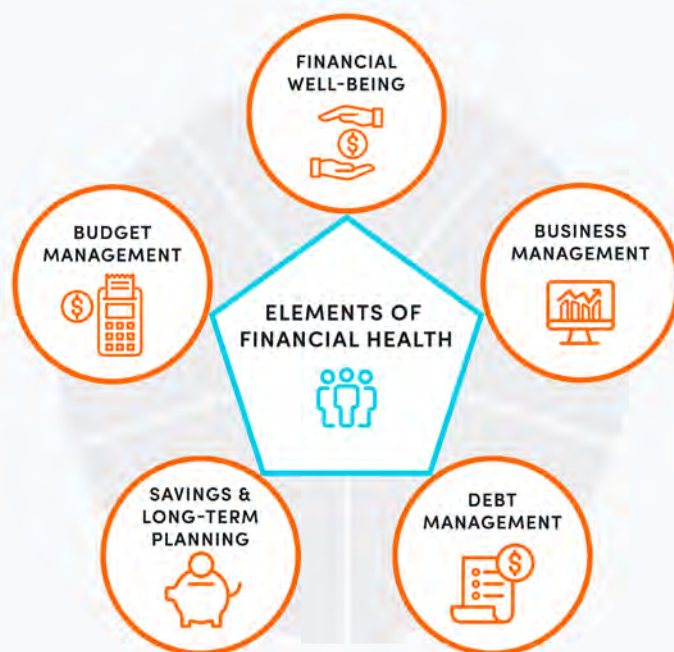 FINANCIAL
WELL-BEING
BUDGET
MANAGEMENT
BUSINESS
MANAGEMENT
ELEMENTS OF
FINANCIAL HEALTH
SAVINGS &
LONG-TERM
PLANNING
DEBT
MANAGEMENT
$
$
$